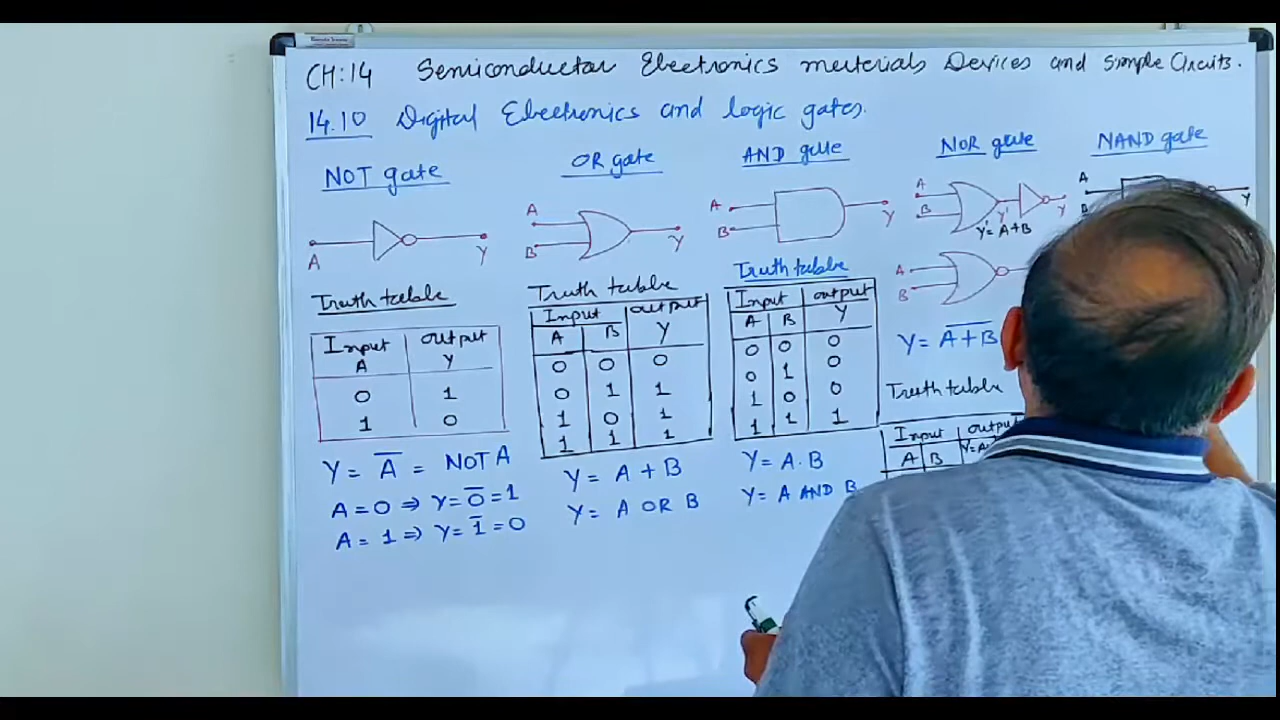 CH:14 Semiconductor Electronics materials Devices and Simple Circuits.
14.10 Digital Electronics and logic gates.
NOT gate
A Y
Truth table
Input output
A Y
0 1
1 0
Y = A̅ = NOT A
A = 0 ⇒ Y = 0̅ = 1
A = 1 ⇒ Y = 1̅ = 0
OR gate
A
B Y
Truth table
Input output
A B Y
0 0 0
0 1 1
1 0 1
1 1 1
Y = A + B
Y = A OR B
AND gate
A
B Y
Truth table
Input output
A B Y
0 0 0
0 1 0
1 0 0
1 1 1
Y = A . B
Y = A AND B
NOR gate
A
B Y' Y
Y' = A + B
A
B
Y = A̅+̅B̅
Truth table
Input output
A B
NAND gate
A
B Y